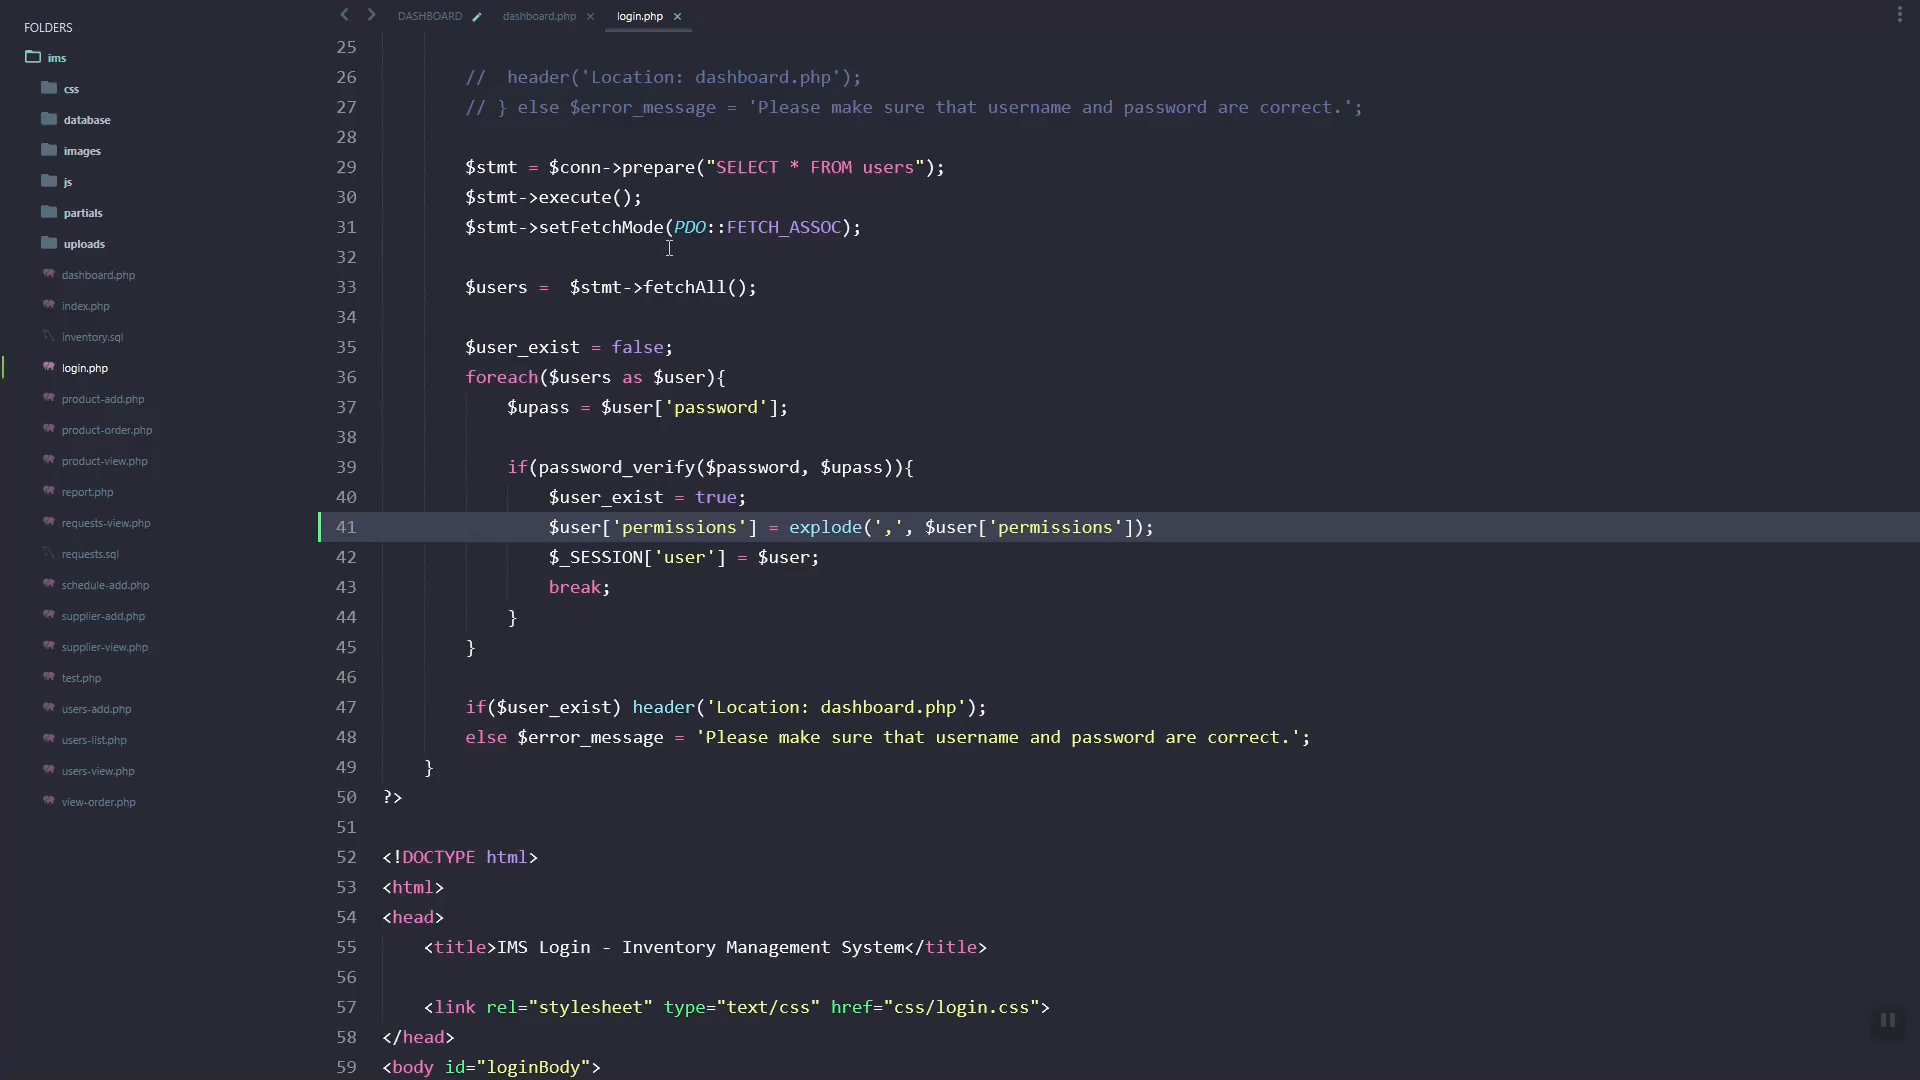 FOLDERS
ims
css
database
images
js
partials
uploads
dashboard.php
index.php
inventory.sql
login.php
product-add.php
product-order.php
product-view.php
report.php
requests-view.php
requests.sql
schedule-add.php
supplier-add.php
supplier-view.php
test.php
users-add.php
users-list.php
users-view.php
view-order.php
DASHBOARD dashboard.php × login.php ×
25
26 // header('Location: dashboard.php');
27 // } else $error_message = 'Please make sure that username and password are correct.';
28
29 $stmt = $conn->prepare("SELECT * FROM users");
30 $stmt->execute();
31 $stmt->setFetchMode(PDO::FETCH_ASSOC);
32
33 $users =  $stmt->fetchAll();
34
35 $user_exist = false;
36 foreach($users as $user){
37 $upass = $user['password'];
38
39 if(password_verify($password, $upass)){
40 $user_exist = true;
41 $user['permissions'] = explode(',', $user['permissions']);
42 $_SESSION['user'] = $user;
43 break;
44 }
45 }
46
47 if($user_exist) header('Location: dashboard.php');
48 else $error_message = 'Please make sure that username and password are correct.';
49 }
50 ?>
51
52 <!DOCTYPE html>
53 <html>
54 <head>
55 <title>IMS Login - Inventory Management System</title>
56
57 <link rel="stylesheet" type="text/css" href="css/login.css">
58 </head>
59 <body id="loginBody">